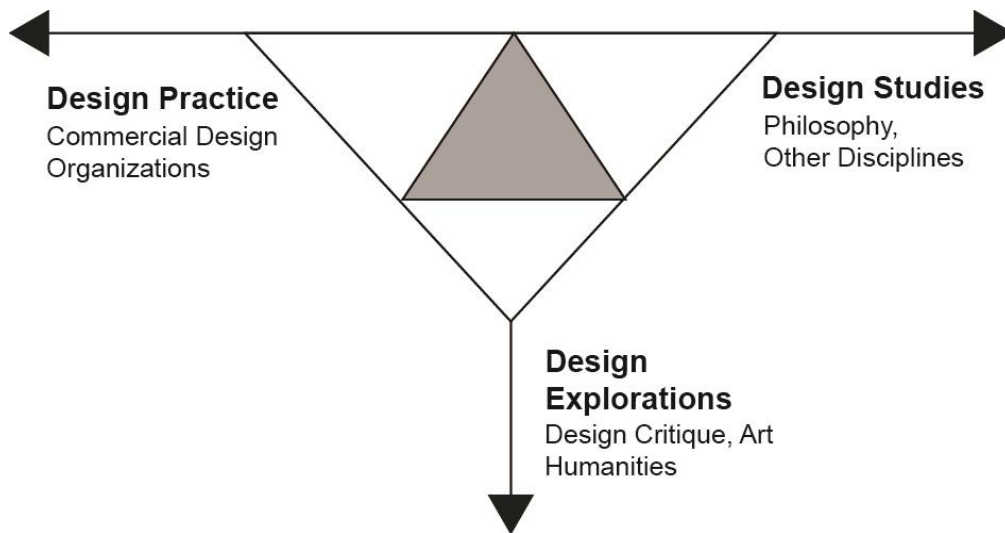 Design Practice
Commercial Design
Organizations
Design Studies
Philosophy,
Other Disciplines
Design
Explorations
Design Critique, Art
Humanities